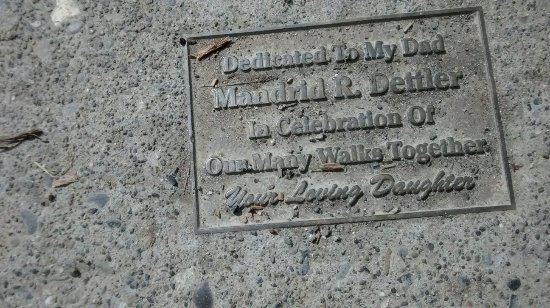 Dedicated To My Dad
Mandrid R. Dettler
In Celebration Of
Our Many Walks Together
Your Loving Daughter